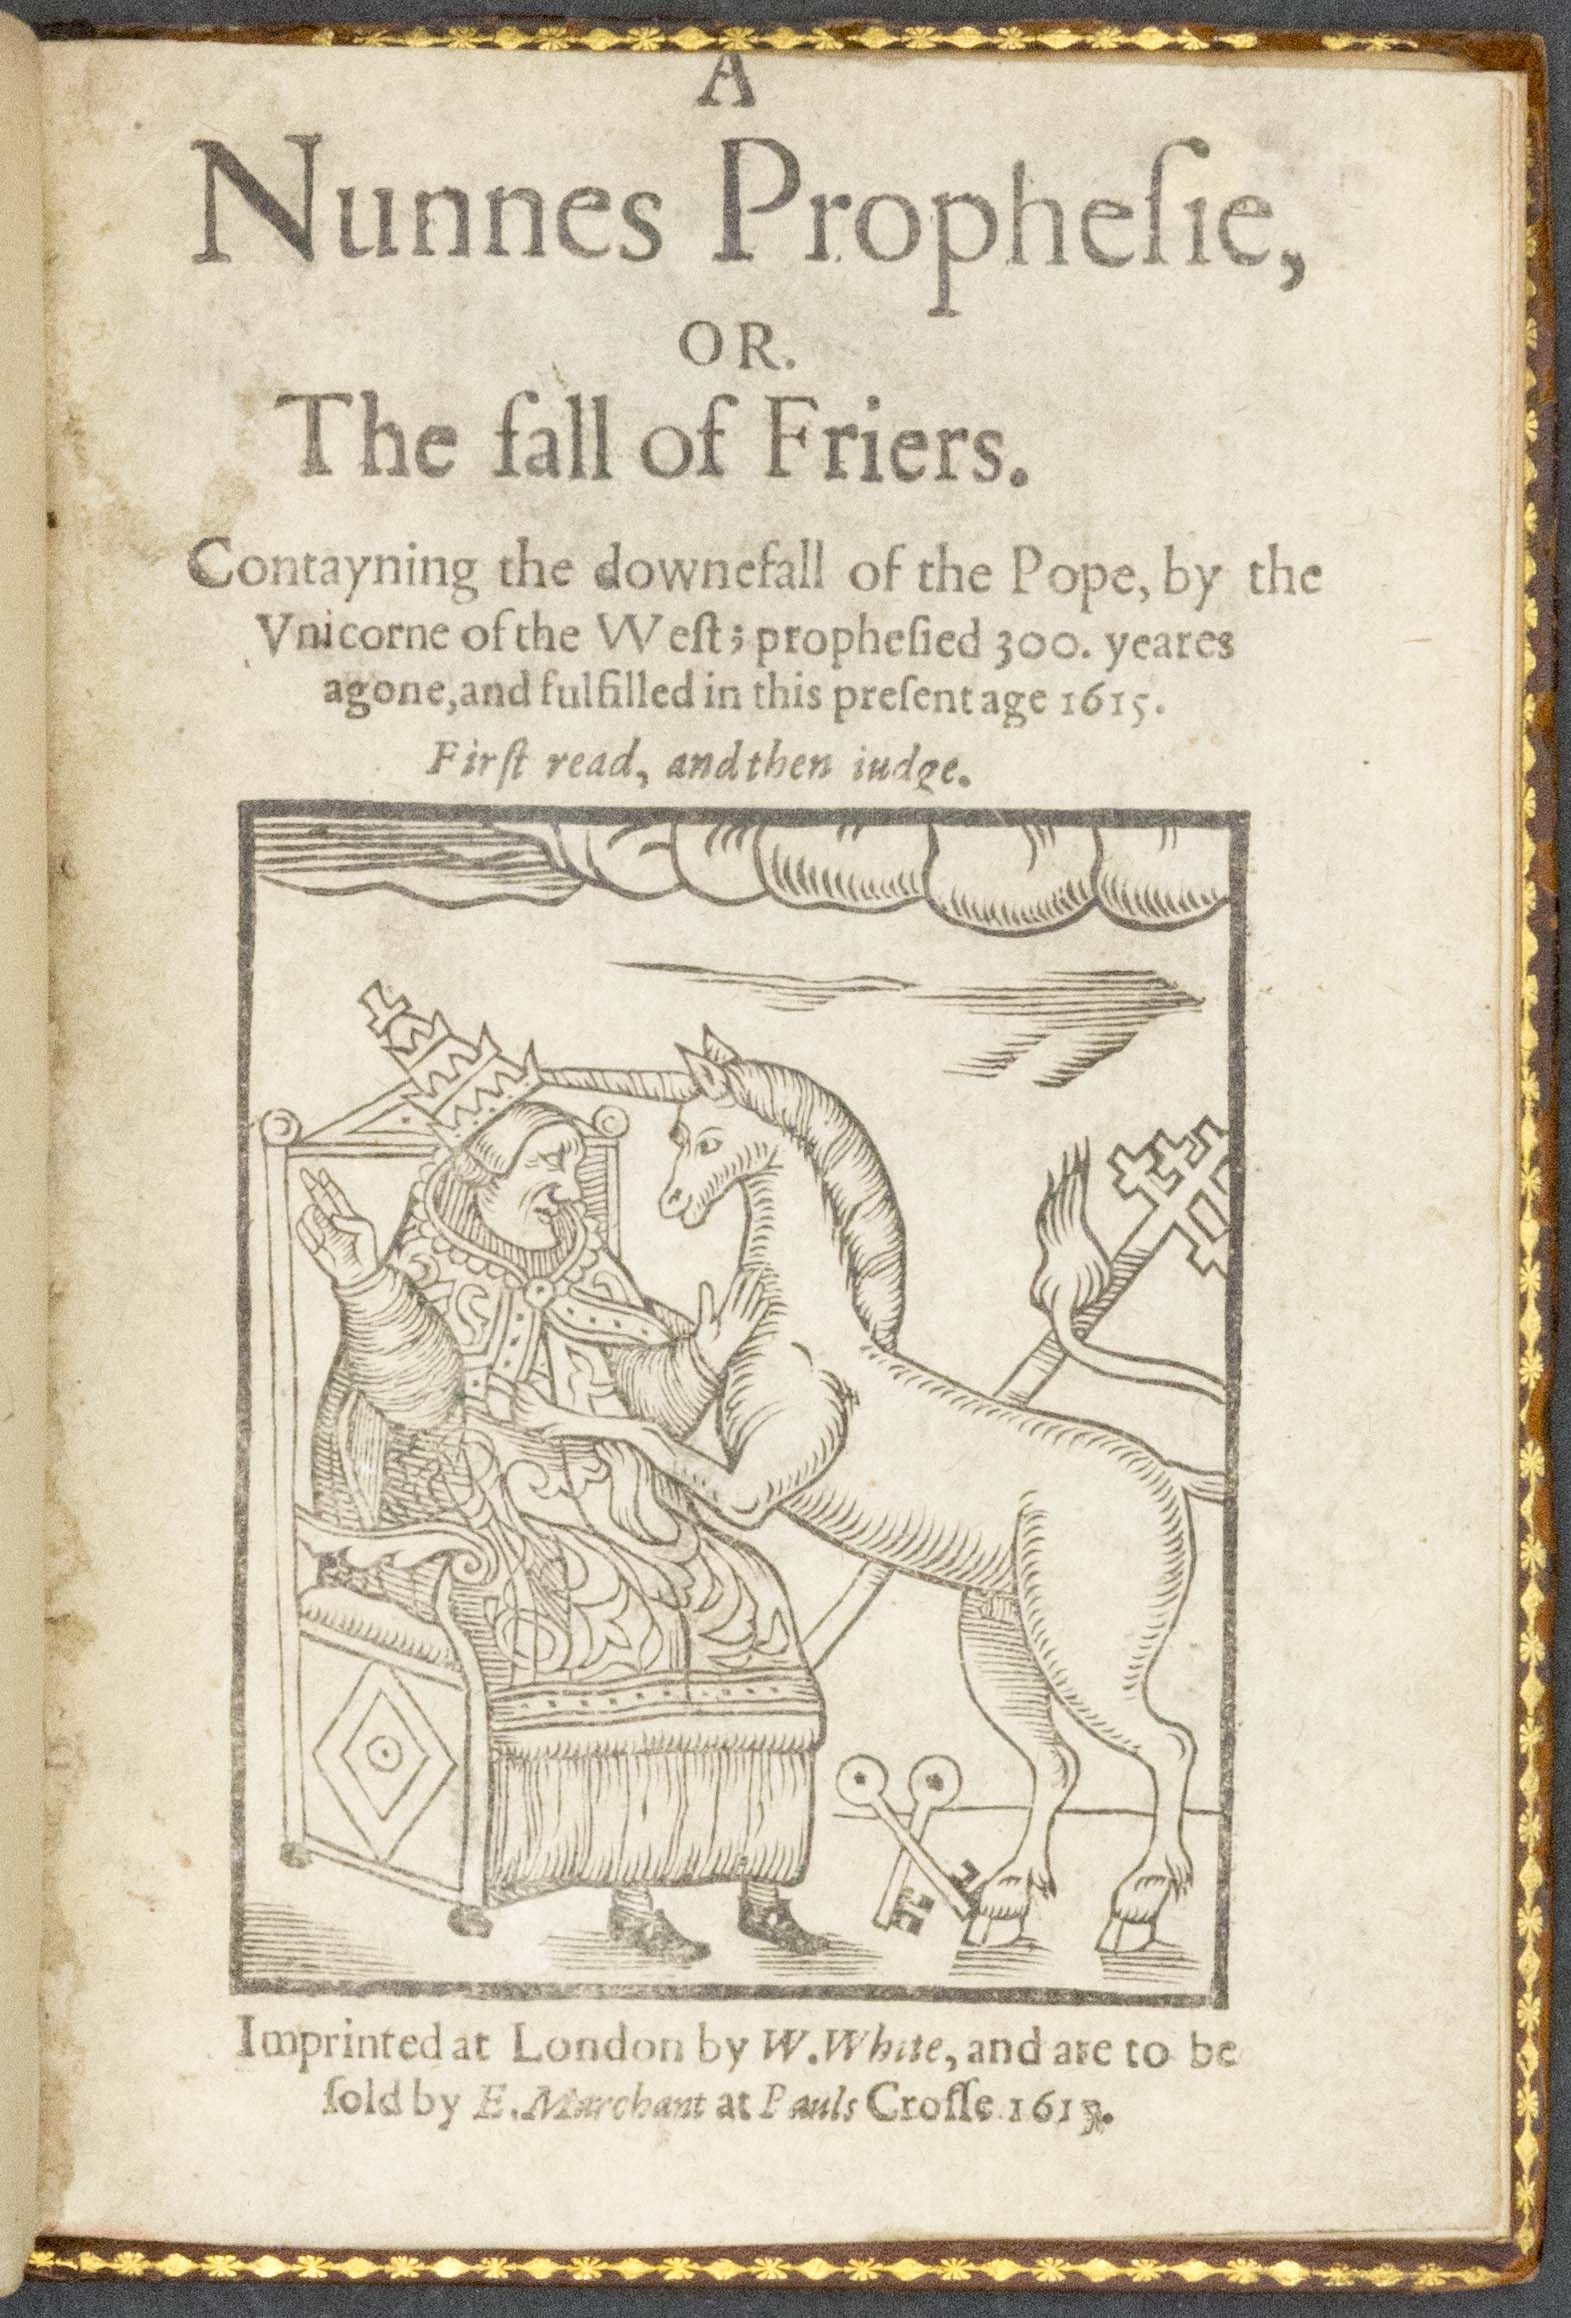 A
Nunnes Propheſie,
OR.
The fall of Friers.
Contayning the downefall of the Pope, by the
Vnicorne of the VVeſt; propheſied 300. yeares
agone, and fulfilled in this preſent age 1615.
Firſt read, and then iudge.
Imprinted at London by W. White, and are to be
ſold by E. Marchant at Pauls Croſſe